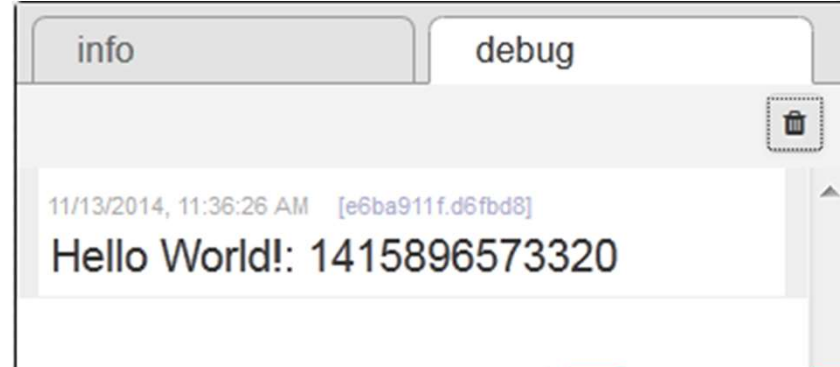 info debug
11/13/2014, 11:36:26 AM [e6ba911f.d6fbd8]
Hello World!: 1415896573320